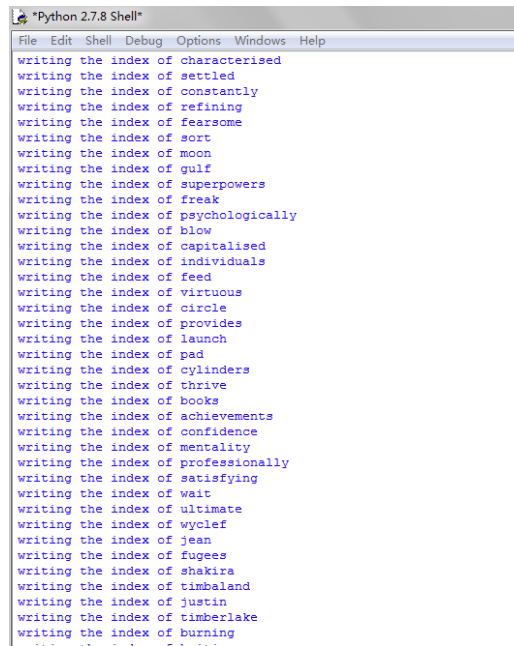 *Python 2.7.8 Shell*
File Edit Shell Debug Options Windows Help
writing the index of characterised
writing the index of settled
writing the index of constantly
writing the index of refining
writing the index of fearsome
writing the index of sort
writing the index of moon
writing the index of gulf
writing the index of superpowers
writing the index of freak
writing the index of psychologically
writing the index of blow
writing the index of capitalised
writing the index of individuals
writing the index of feed
writing the index of virtuous
writing the index of circle
writing the index of provides
writing the index of launch
writing the index of pad
writing the index of cylinders
writing the index of thrive
writing the index of books
writing the index of achievements
writing the index of confidence
writing the index of mentality
writing the index of professionally
writing the index of satisfying
writing the index of wait
writing the index of ultimate
writing the index of wyclef
writing the index of jean
writing the index of fugees
writing the index of shakira
writing the index of timbaland
writing the index of justin
writing the index of timberlake
writing the index of burning